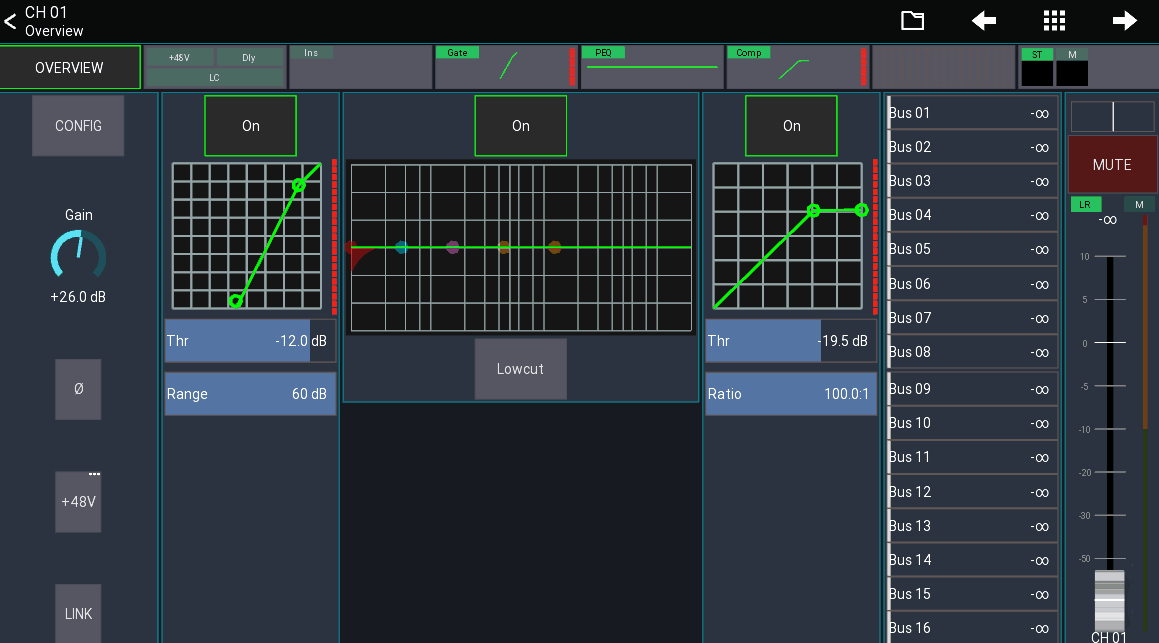 CH 01
Overview
OVERVIEW
+48V
Dly
LC
Ins
Gate
PEQ
Comp
ST
M
CONFIG
On
On
On
Gain
+26.0 dB
Ø
+48V
LINK
Thr -12.0 dB
Range 60 dB
Lowcut
Thr -19.5 dB
Ratio 100.0:1
Bus 01 -∞
Bus 02 -∞
Bus 03 -∞
Bus 04 -∞
Bus 05 -∞
Bus 06 -∞
Bus 07 -∞
Bus 08 -∞
Bus 09 -∞
Bus 10 -∞
Bus 11 -∞
Bus 12 -∞
Bus 13 -∞
Bus 14 -∞
Bus 15 -∞
Bus 16 -∞
MUTE
LR
M
-∞
10
5
0
-5
-10
-20
-30
-50
CH 01